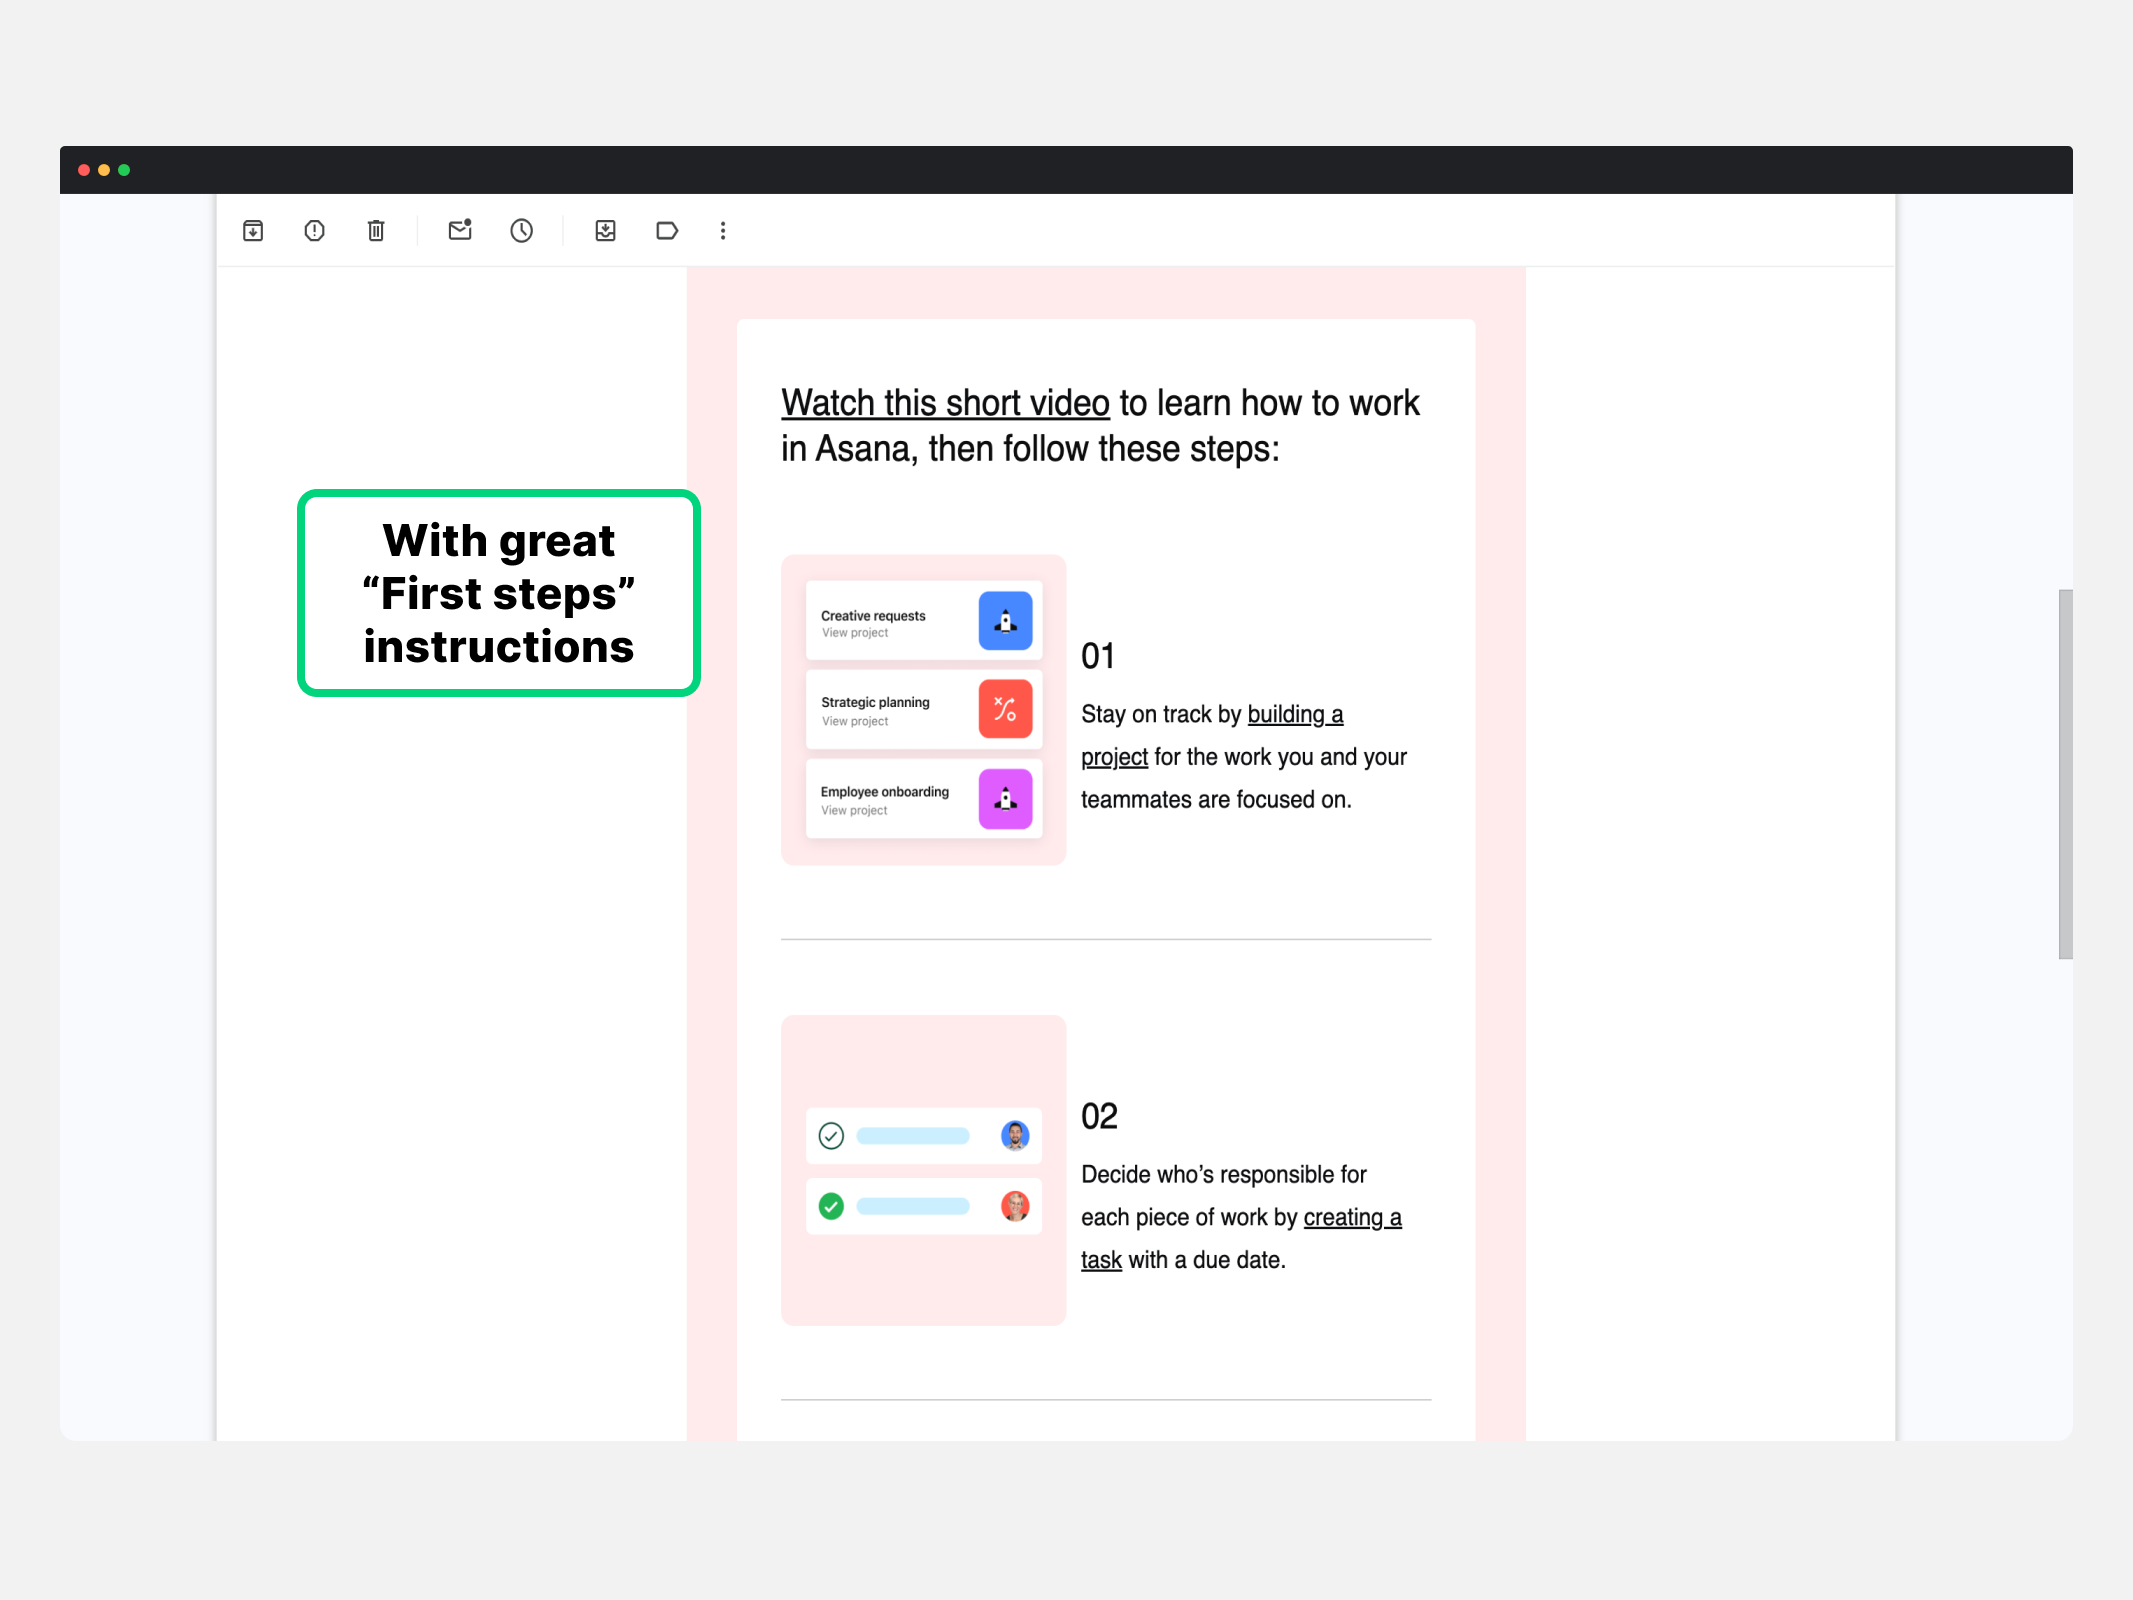 With great
“First steps”
instructions
Watch this short video to learn how to work
in Asana, then follow these steps:
Creative requests
View project
Strategic planning
View project
Employee onboarding
View project
01
Stay on track by building a
project for the work you and your
teammates are focused on.
02
Decide who’s responsible for
each piece of work by creating a
task with a due date.